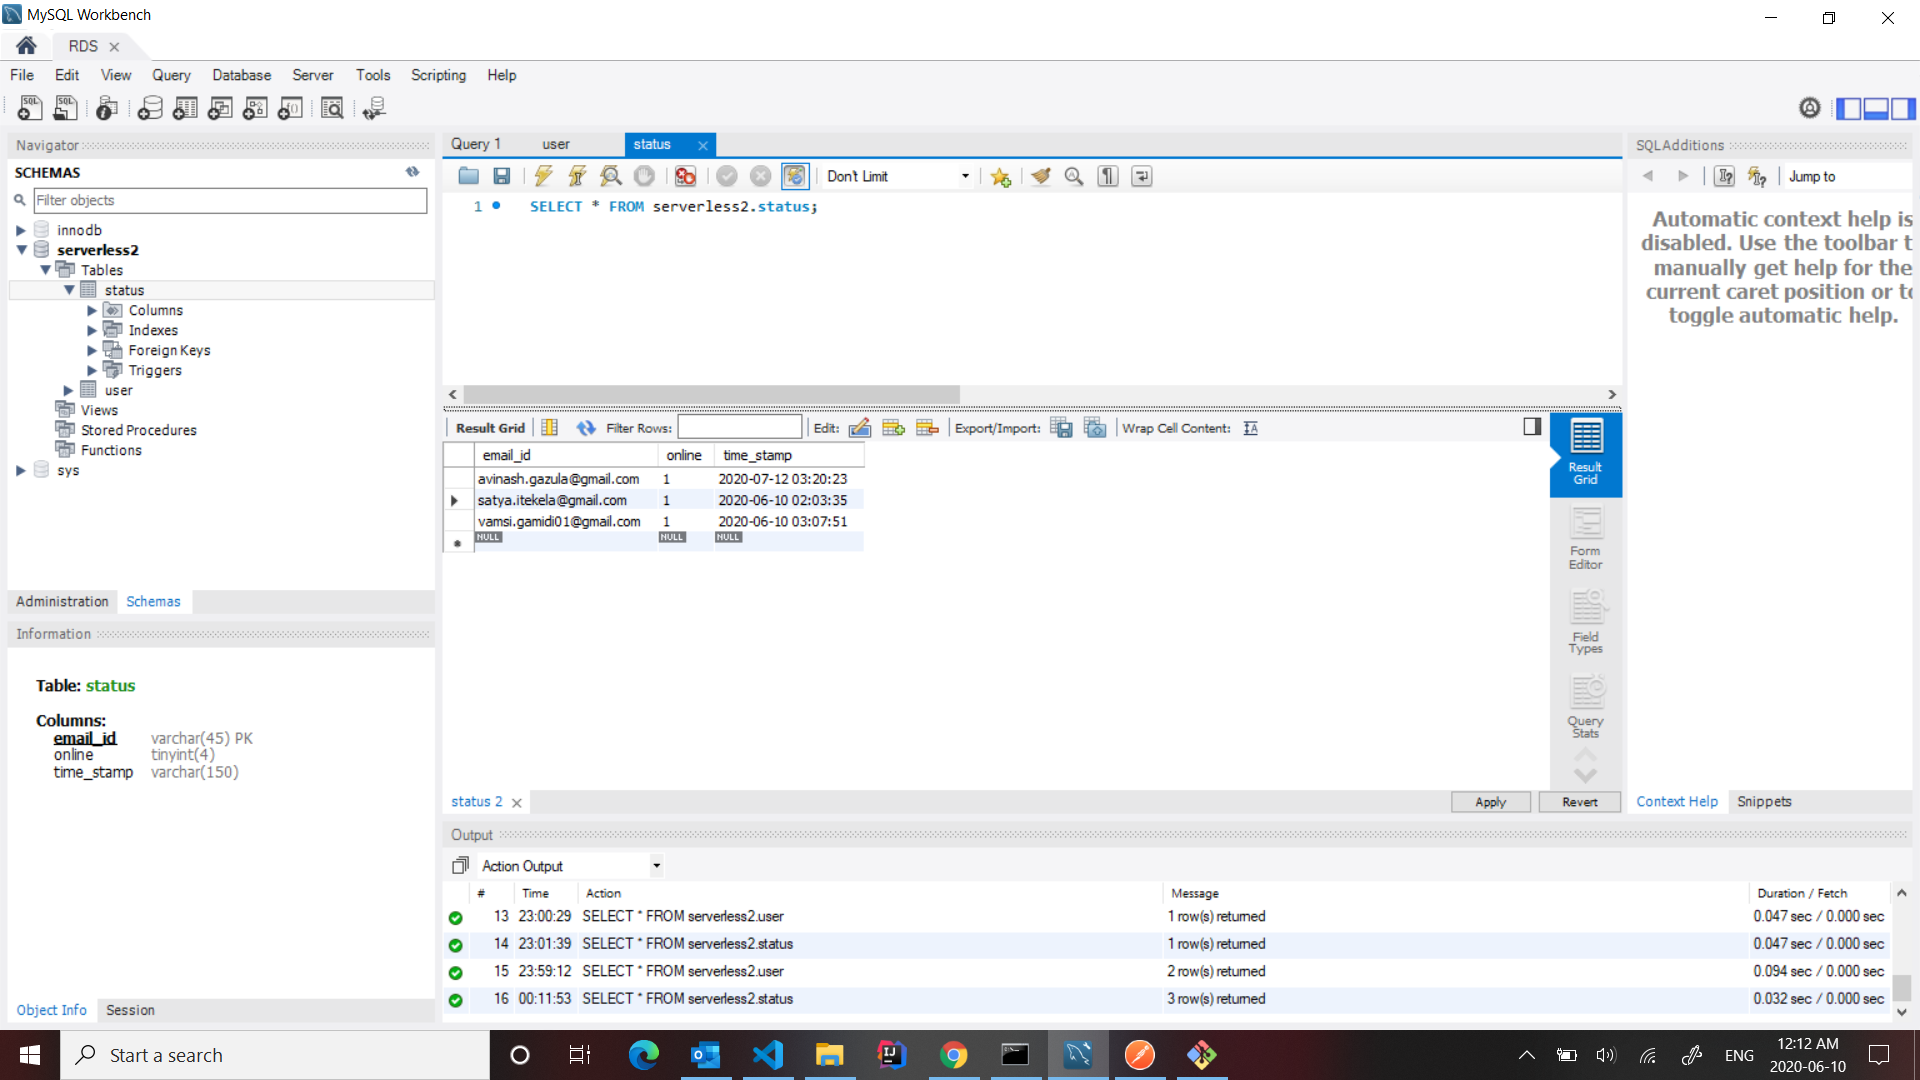 MySQL Workbench
RDS
File Edit View Query Database Server Tools Scripting Help
Navigator
SCHEMAS
Filter objects
innodb
serverless2
Tables
status
Columns
Indexes
Foreign Keys
Triggers
user
Views
Stored Procedures
Functions
sys
Administration Schemas
Information
Table: status
Columns:
email_id varchar(45) PK
online tinyint(4)
time_stamp varchar(150)
Object Info Session
Query 1 user status
Don't Limit
1 SELECT * FROM serverless2.status;
Result Grid Filter Rows: Edit: Export/Import: Wrap Cell Content:
email_id online time_stamp
avinash.gazula@gmail.com 1 2020-07-12 03:20:23
satya.itekela@gmail.com 1 2020-06-10 02:03:35
vamsi.gamidi01@gmail.com 1 2020-06-10 03:07:51
NULL NULL NULL
Result
Grid
Form
Editor
Field
Types
Query
Stats
status 2 Apply Revert
SQLAdditions
Jump to
Automatic context help is
disabled. Use the toolbar t
manually get help for the
current caret position or to
toggle automatic help.
Context Help Snippets
Output
Action Output
# Time Action Message Duration / Fetch
13 23:00:29 SELECT * FROM serverless2.user 1 row(s) returned 0.047 sec / 0.000 sec
14 23:01:39 SELECT * FROM serverless2.status 1 row(s) returned 0.047 sec / 0.000 sec
15 23:59:12 SELECT * FROM serverless2.user 2 row(s) returned 0.094 sec / 0.000 sec
16 00:11:53 SELECT * FROM serverless2.status 3 row(s) returned 0.032 sec / 0.000 sec
Start a search
ENG
12:12 AM
2020-06-10